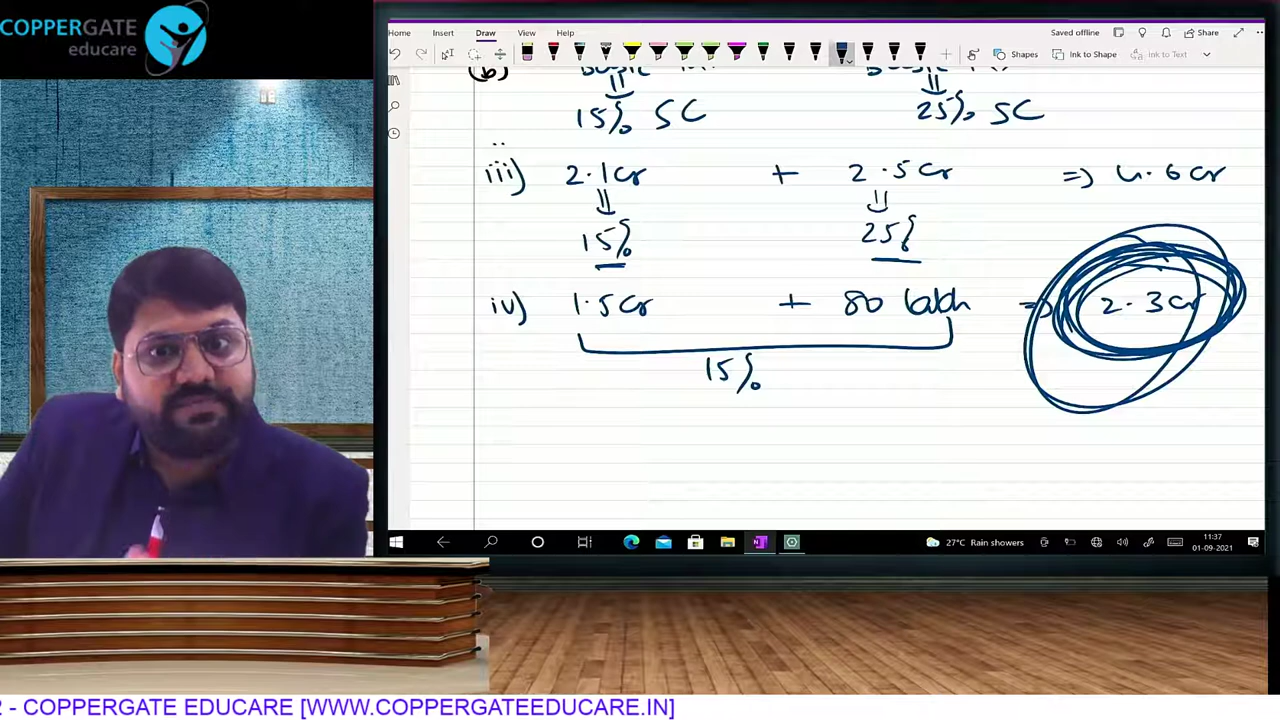 COPPERGATE
educare
Home Insert Draw View Help
Saved offline
Share
Shapes
Ink to Shape
Ink to Text
(b)
15% SC 25% SC
iii) 2.1cr + 2.5cr => 4.6cr
15% 25%
iv) 1.5cr + 80 lakh => 2.3cr
15%
27°C Rain showers
11:37
01-09-2021
2 - COPPERGATE EDUCARE [WWW.COPPERGATEEDUCARE.IN]